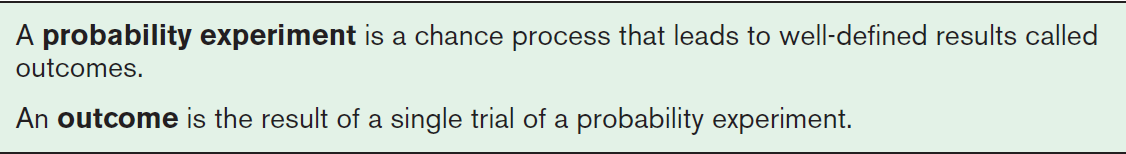 A probability experiment is a chance process that leads to well-defined results called
outcomes.
An outcome is the result of a single trial of a probability experiment.